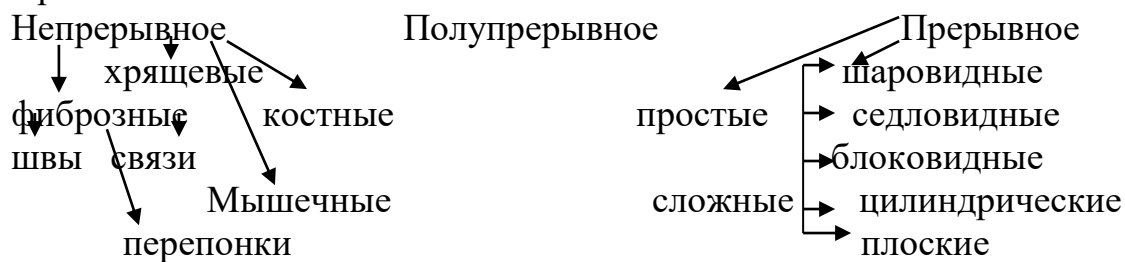 Непрерывное Полупрерывное Прерывное
хрящевые шаровидные
фиброзные костные простые седловидные
швы связи блоковидные
Мышечные сложные цилиндрические
перепонки плоские